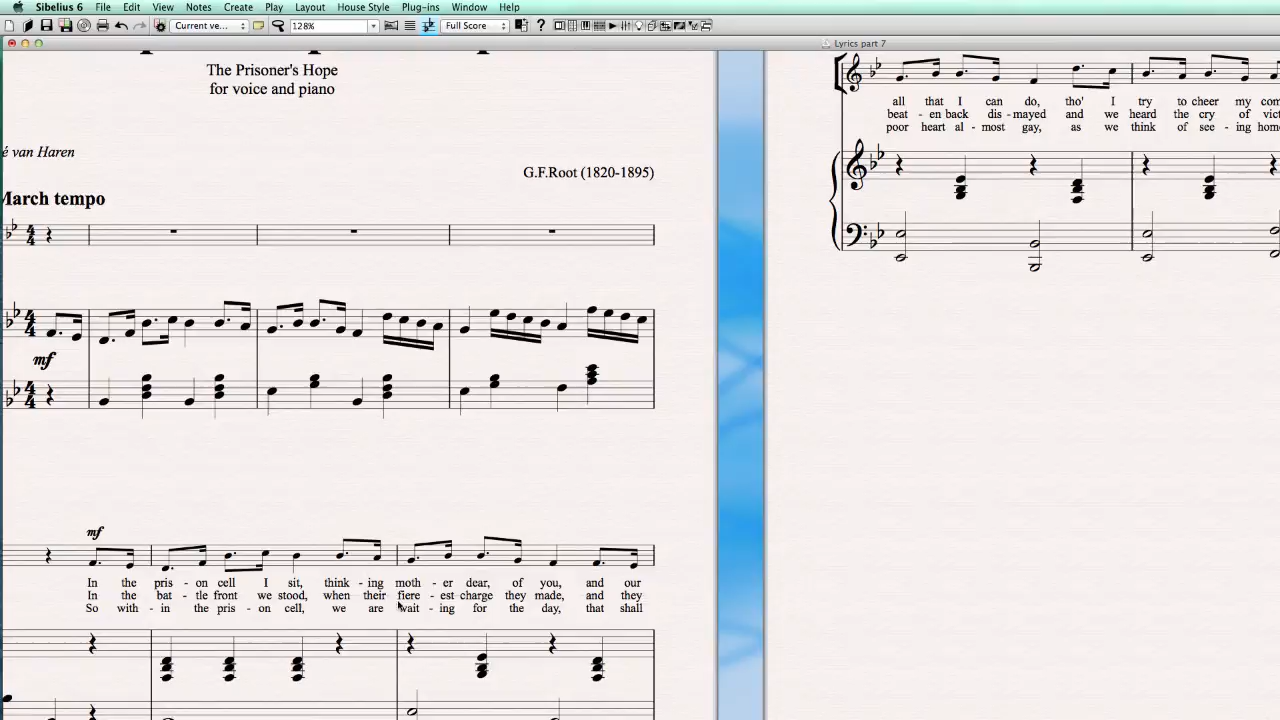 Sibelius 6 File Edit View Notes Create Play Layout House Style Plug-ins Window Help
Current ve... 128% Full Score
Lyrics part 7
The Prisoner's Hope
for voice and piano
é van Haren
G.F.Root (1820-1895)
March tempo
mf
mf
In the pris - on cell I sit, think - ing moth - er dear, of you, and our
In the bat - tle front we stood, when their fiere - est charge they made, and they
So with - in the pris - on cell, we are wait - ing for the day, that shall
all that I can do, tho' I try to cheer my con
beat - en back dis - mayed and we heard the cry of vict
poor heart al - most gay, as we think of see - ing hom